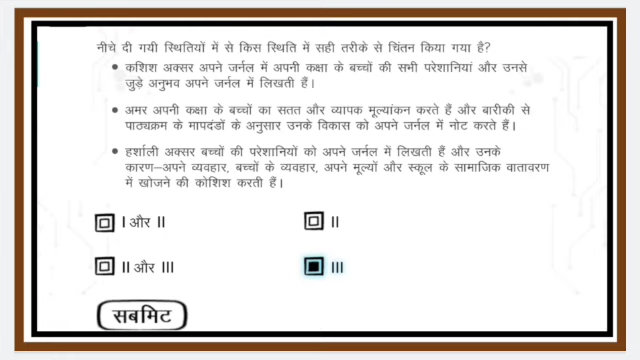 नीचे दी गयी स्थितियों में से किस स्थिति में सही तरीके से चिंतन किया गया है?
• कशिश अक्सर अपने जर्नल में अपनी कक्षा के बच्चों की सभी परेशानियां और उनसे
जुड़े अनुभव अपने जर्नल में लिखती हैं।
• अमर अपनी कक्षा के बच्चों का सतत और व्यापक मूल्यांकन करते हैं और बारीकी से
पाठ्यक्रम के मापदंडों के अनुसार उनके विकास को अपने जर्नल में नोट करते हैं।
• हर्शाली अक्सर बच्चों की परेशानियों को अपने जर्नल में लिखती हैं और उनके
कारण–अपने व्यवहार, बच्चों के व्यवहार, अपने मूल्यों और स्कूल के सामाजिक वातावरण
में खोजने की कोशिश करती हैं।
I और II
II
II और III
III
सबमिट